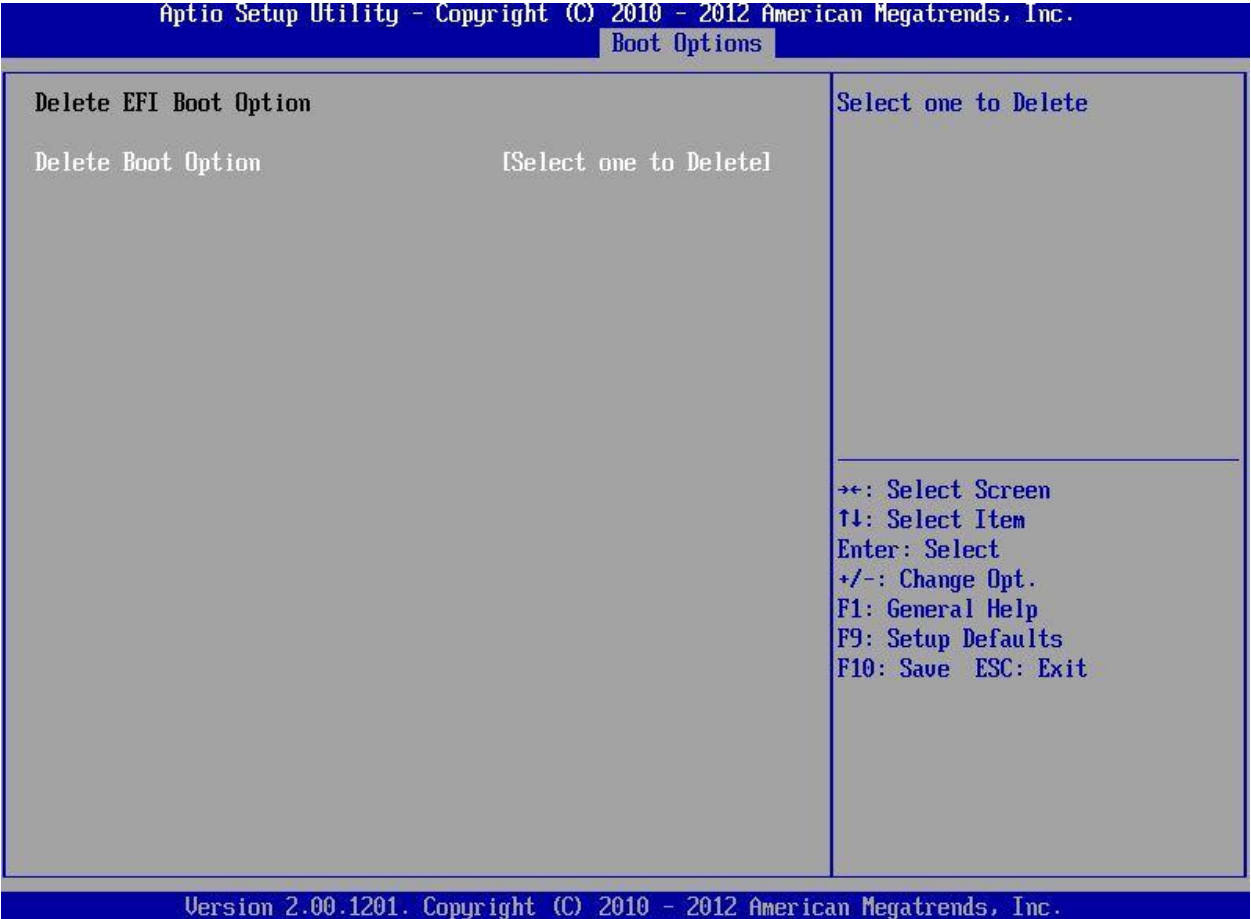 Aptio Setup Utility - Copyright (C) 2010 - 2012 American Megatrends, Inc.
Boot Options
Delete EFI Boot Option
Delete Boot Option [Select one to Delete]
Select one to Delete
→←: Select Screen
↑↓: Select Item
Enter: Select
+/-: Change Opt.
F1: General Help
F9: Setup Defaults
F10: Save ESC: Exit
Version 2.00.1201. Copyright (C) 2010 - 2012 American Megatrends, Inc.